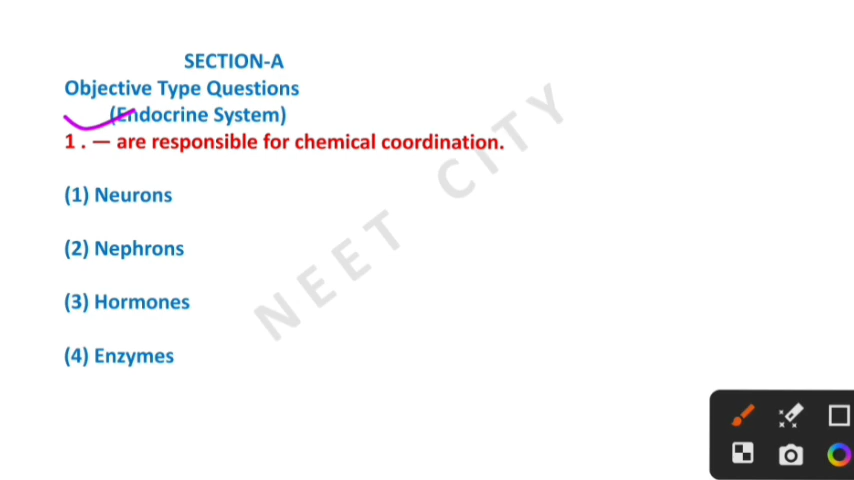 SECTION-A
Objective Type Questions
(Endocrine System)
1 . — are responsible for chemical coordination.
(1) Neurons
(2) Nephrons
(3) Hormones
(4) Enzymes
NEET CITY